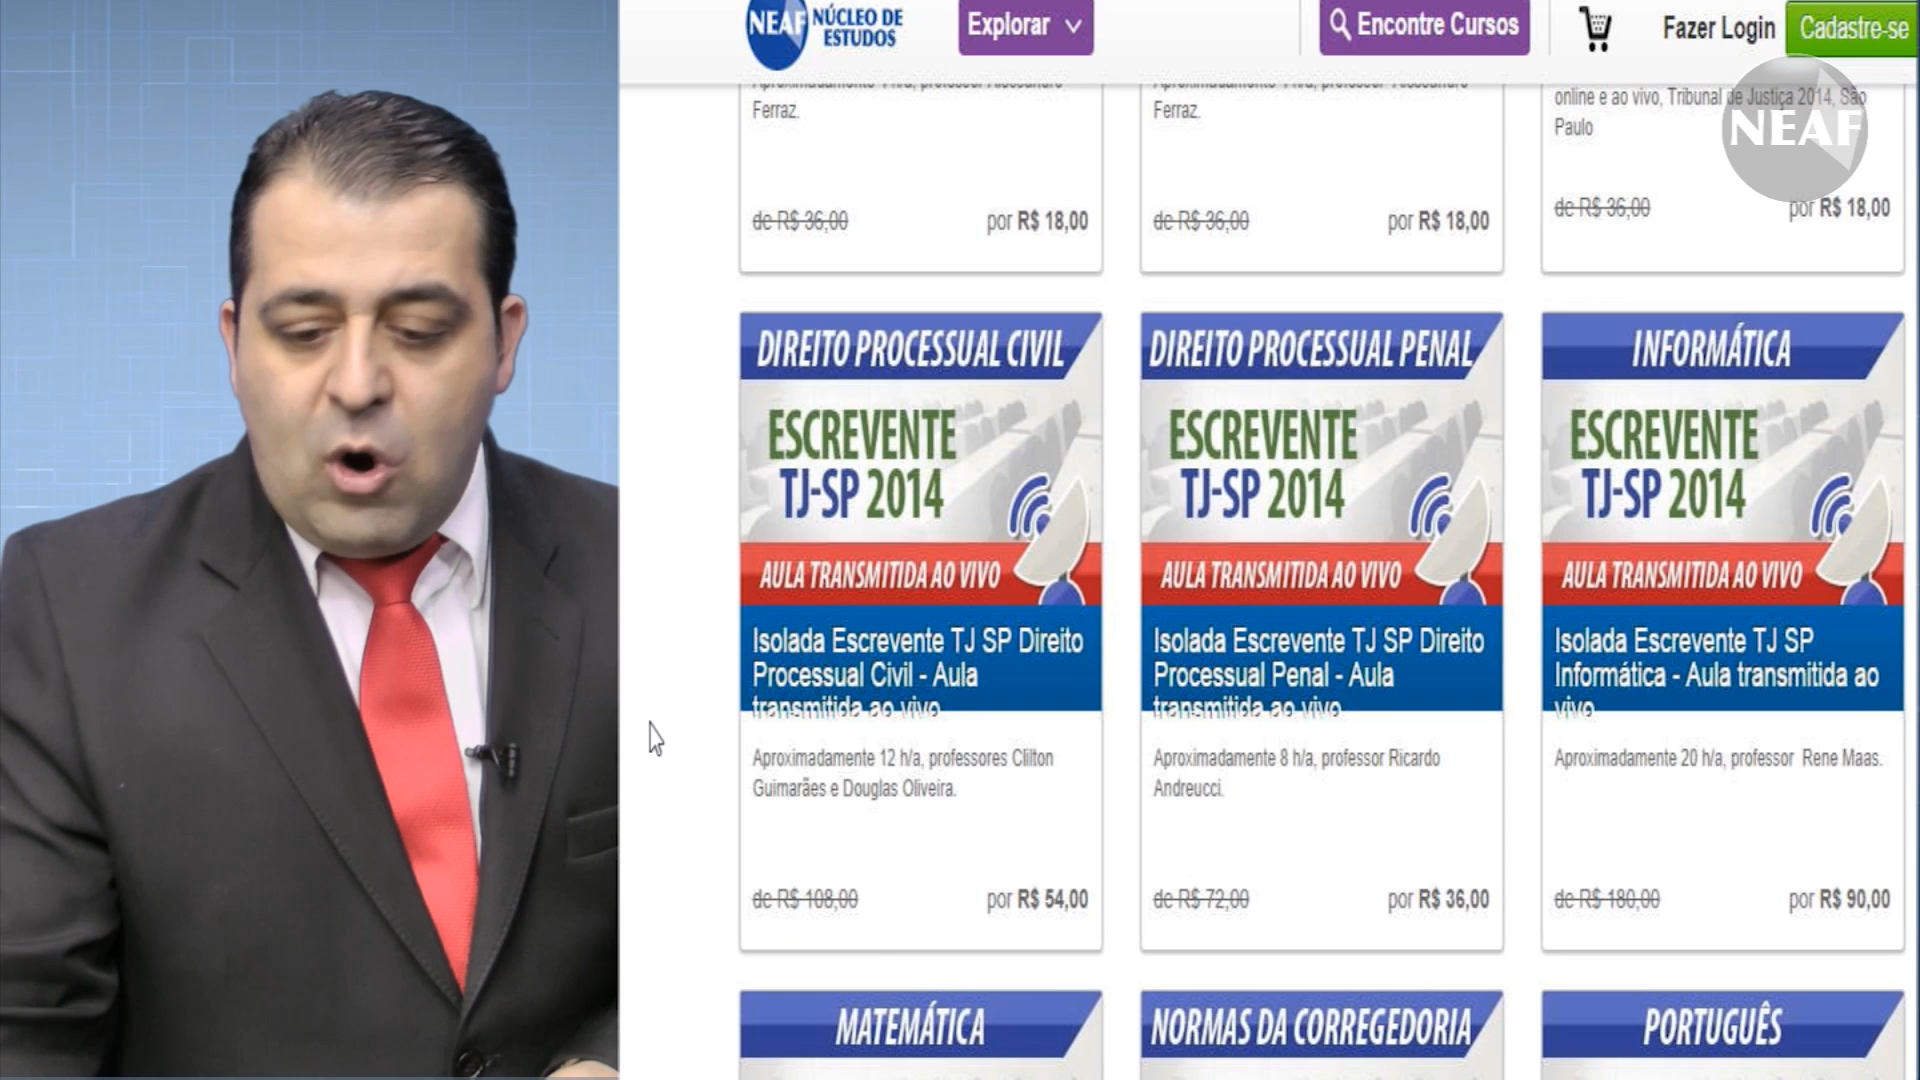 NEAF NÚCLEO DE
ESTUDOS
Explorar
Encontre Cursos
Fazer Login
Cadastre-se
Ferraz.
de R$ 36,00 por R$ 18,00
Ferraz.
de R$ 36,00 por R$ 18,00
online e ao vivo, Tribunal de Justiça 2014, São
Paulo
NEAF
de R$ 36,00 por R$ 18,00
DIREITO PROCESSUAL CIVIL
ESCREVENTE
TJ-SP 2014
AULA TRANSMITIDA AO VIVO
Isolada Escrevente TJ SP Direito
Processual Civil - Aula
transmitida ao vivo
Aproximadamente 12 h/a, professores Clilton
Guimarães e Douglas Oliveira.
de R$ 108,00 por R$ 54,00
DIREITO PROCESSUAL PENAL
ESCREVENTE
TJ-SP 2014
AULA TRANSMITIDA AO VIVO
Isolada Escrevente TJ SP Direito
Processual Penal - Aula
transmitida ao vivo
Aproximadamente 8 h/a, professor Ricardo
Andreucci.
de R$ 72,00 por R$ 36,00
INFORMÁTICA
ESCREVENTE
TJ-SP 2014
AULA TRANSMITIDA AO VIVO
Isolada Escrevente TJ SP
Informática - Aula transmitida ao
vivo
Aproximadamente 20 h/a, professor Rene Maas.
de R$ 180,00 por R$ 90,00
MATEMÁTICA
NORMAS DA CORREGEDORIA
PORTUGUÊS